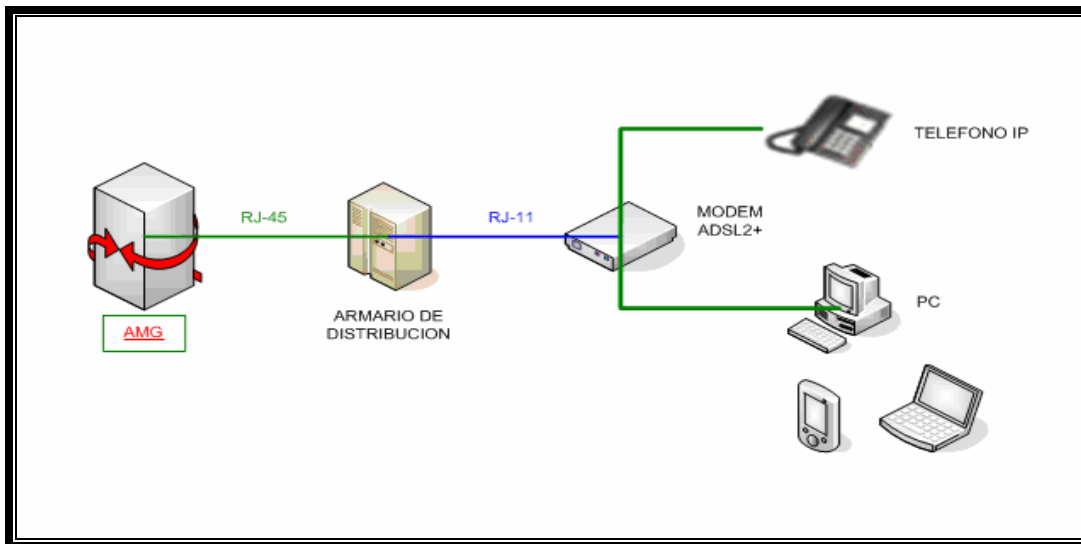 TELEFONO IP
RJ-45
RJ-11
MODEM
ADSL2+
ARMARIO DE
DISTRIBUCION
PC
AMG